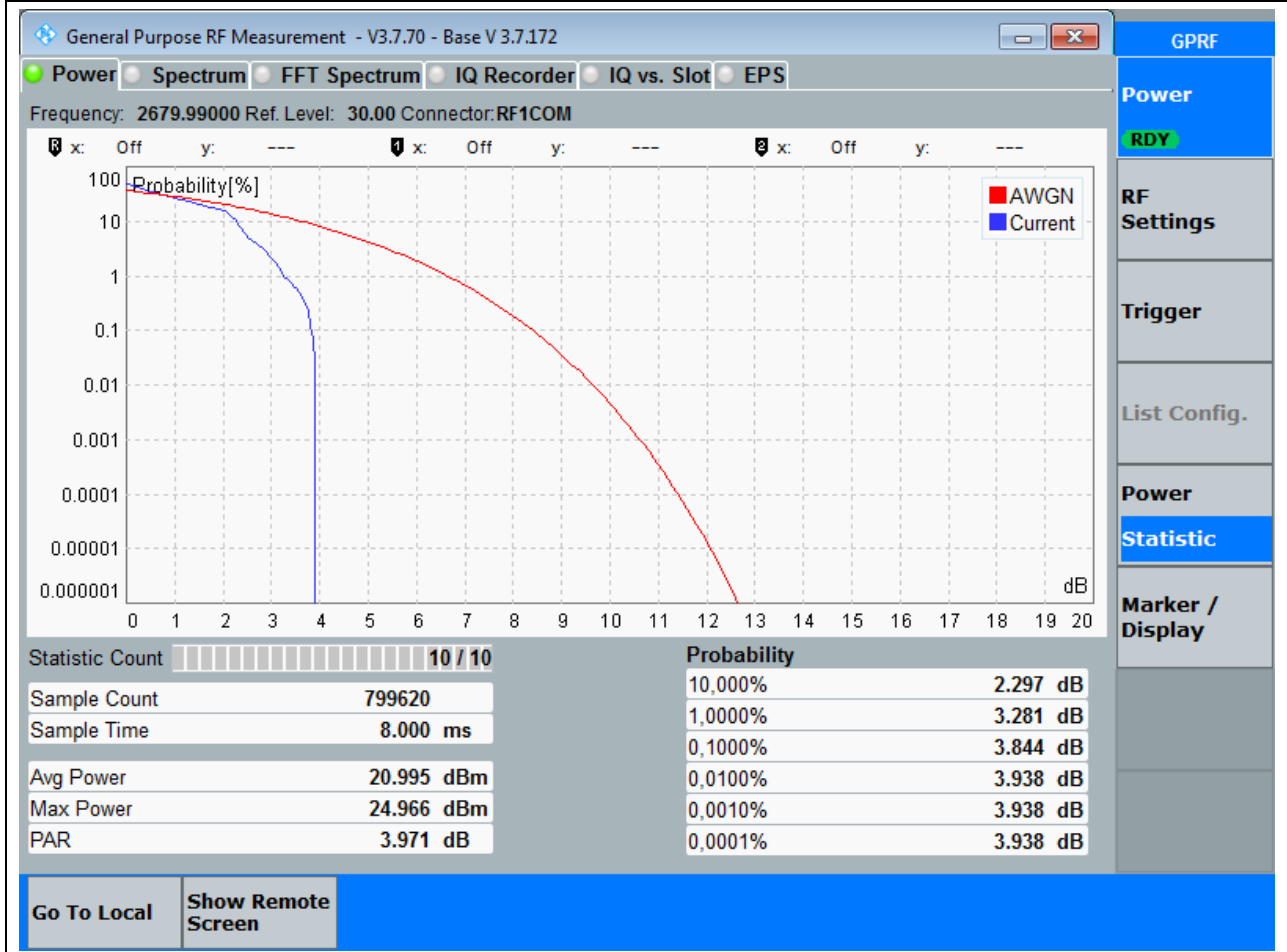 General Purpose RF Measurement - V3.7.70 - Base V 3.7.172
GPRF
Power Spectrum FFT Spectrum IQ Recorder IQ vs. Slot EPS
Frequency: 2679.99000 Ref. Level: 30.00 Connector:RF1COM
R x: Off y: --- 1 x: Off y: --- 2 x: Off y: ---
Probability[%]
AWGN
Current
100
10
1
0.1
0.01
0.001
0.0001
0.00001
0.000001
dB
0 1 2 3 4 5 6 7 8 9 10 11 12 13 14 15 16 17 18 19 20
Statistic Count 10 / 10
Sample Count 799620
Sample Time 8.000 ms
Avg Power 20.995 dBm
Max Power 24.966 dBm
PAR 3.971 dB
Probability
10,000% 2.297 dB
1,0000% 3.281 dB
0,1000% 3.844 dB
0,0100% 3.938 dB
0,0010% 3.938 dB
0,0001% 3.938 dB
Power
RDY
RF
Settings
Trigger
List Config.
Power
Statistic
Marker /
Display
Go To Local
Show Remote
Screen